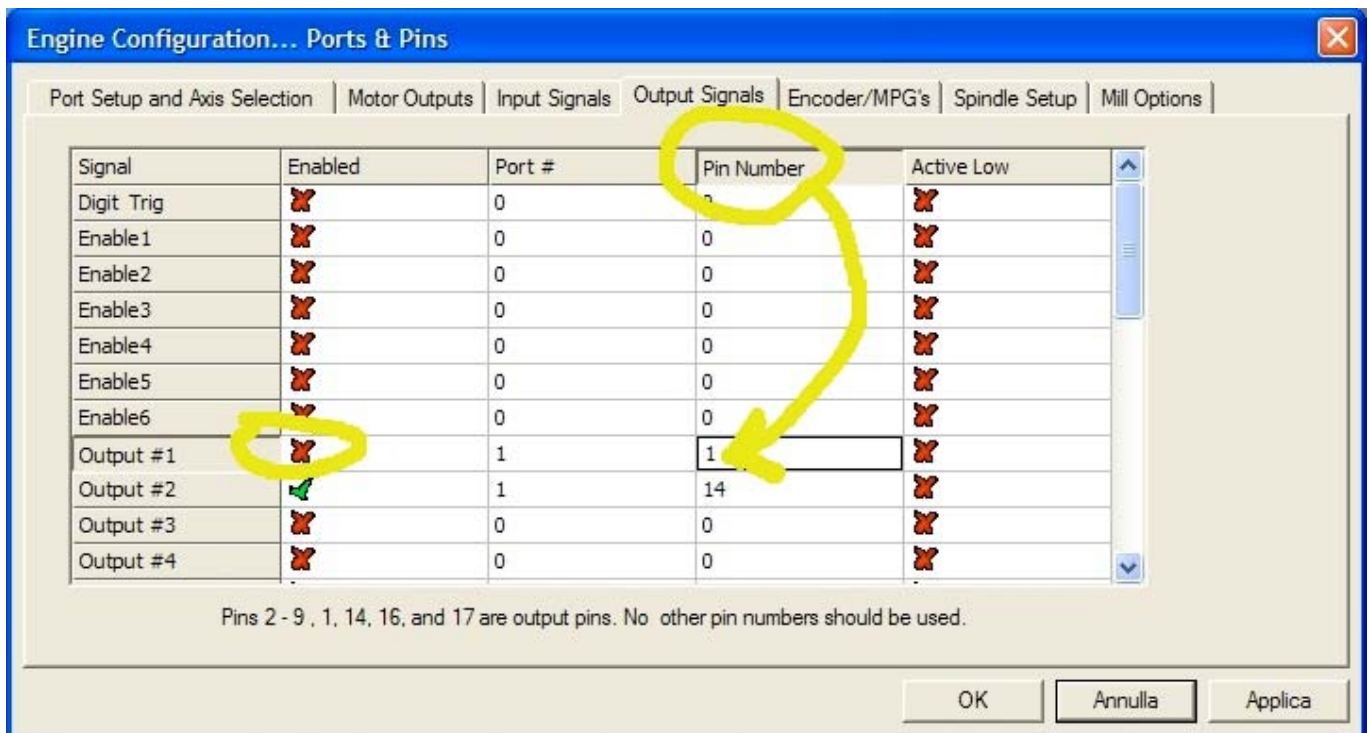 Engine Configuration... Ports & Pins
Port Setup and Axis Selection Motor Outputs Input Signals Output Signals Encoder/MPG's Spindle Setup Mill Options
Signal Enabled Port # Pin Number Active Low
Digit Trig 0
Enable1 0 0
Enable2 0 0
Enable3 0 0
Enable4 0 0
Enable5 0 0
Enable6 0 0
Output #1 1 1
Output #2 1 14
Output #3 0 0
Output #4 0 0
Pins 2 - 9 , 1, 14, 16, and 17 are output pins. No other pin numbers should be used.
OK Annulla Applica